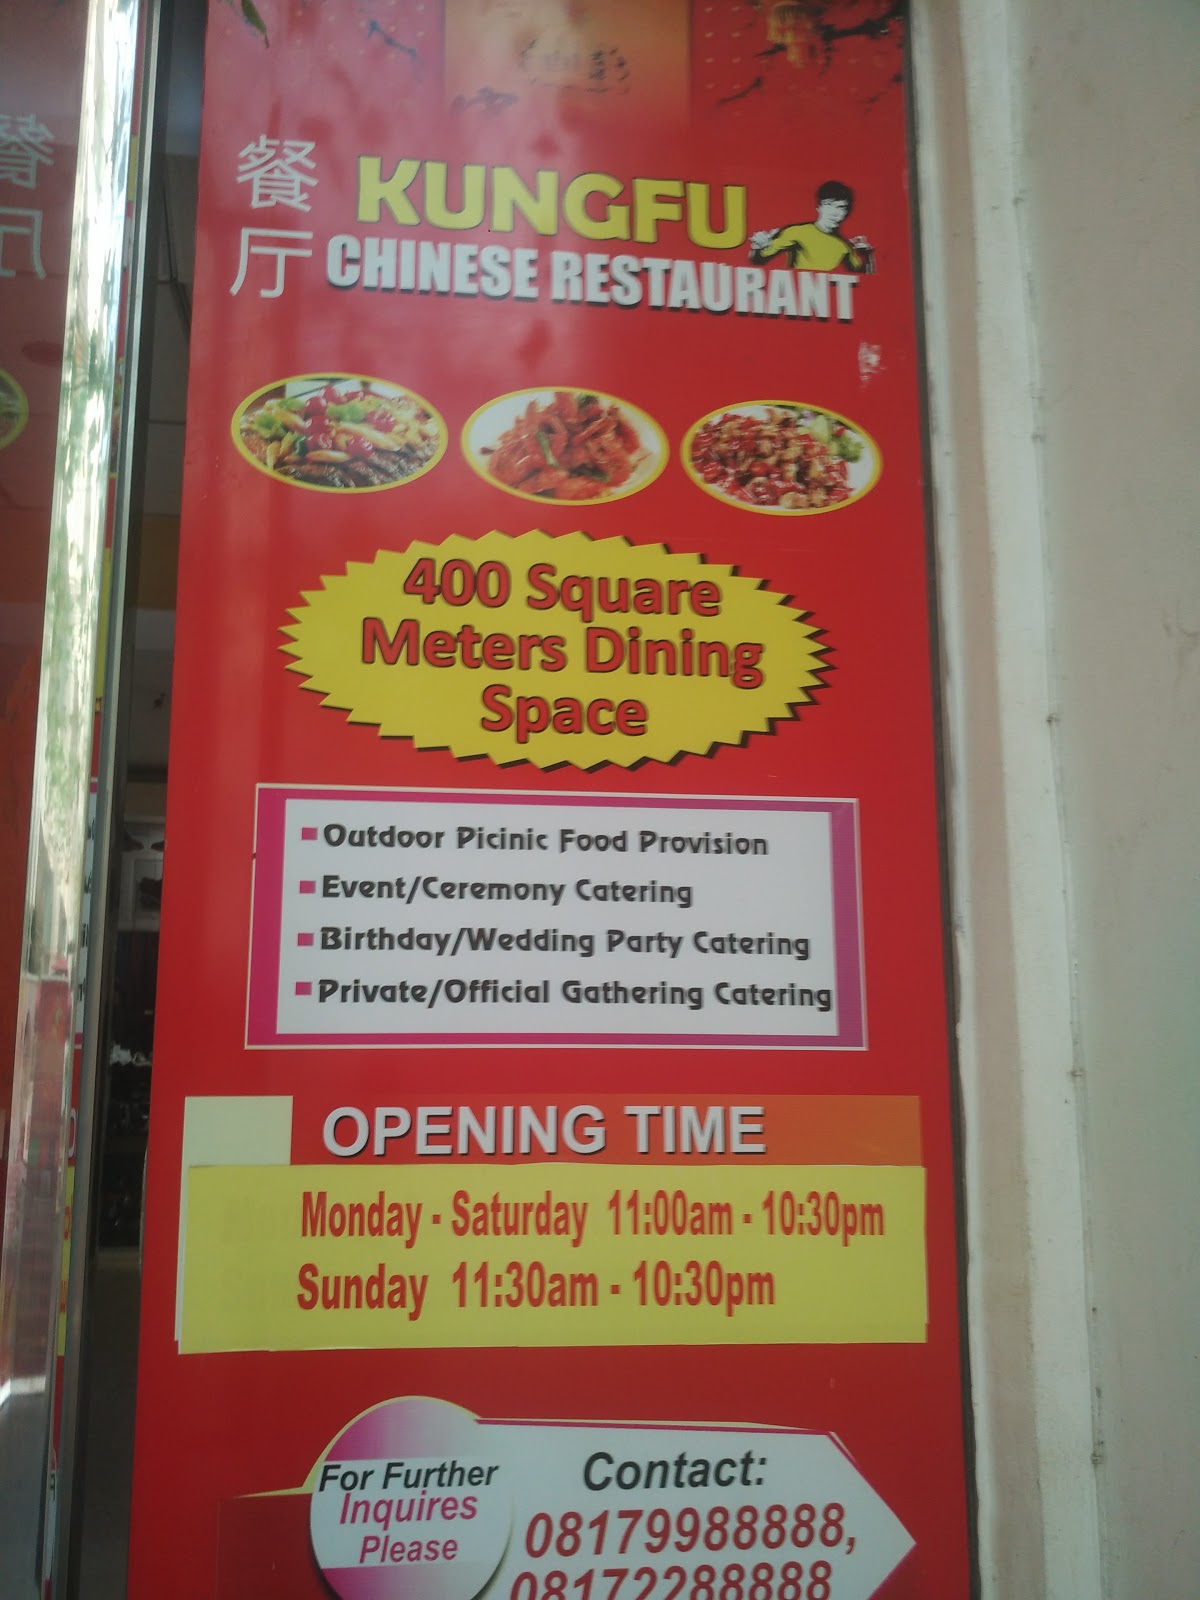 餐厅
KUNGFU
CHINESE RESTAURANT
400 Square
Meters Dining
Space
Outdoor Picinic Food Provision
Event/Ceremony Catering
Birthday/Wedding Party Catering
Private/Official Gathering Catering
OPENING TIME
Monday - Saturday 11:00am - 10:30pm
Sunday 11:30am - 10:30pm
For Further
Inquires
Please
Contact:
08179988888,
08172288888